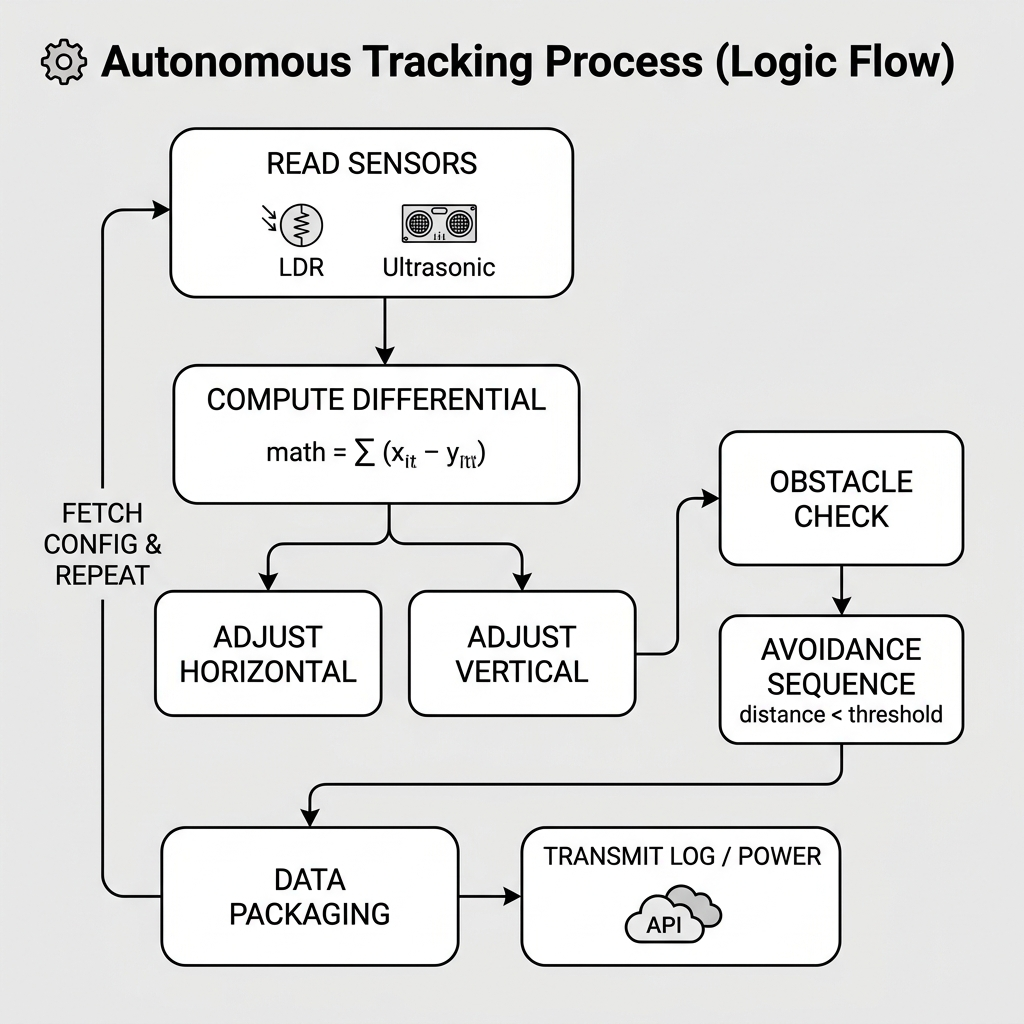 Autonomous Tracking Process (Logic Flow)
READ SENSORS
LDR
Ultrasonic
COMPUTE DIFFERENTIAL
math = ∑ (x
– y
)
FETCH
CONFIG &
REPEAT
ADJUST
HORIZONTAL
ADJUST
VERTICAL
OBSTACLE
CHECK
AVOIDANCE
SEQUENCE
distance < threshold
DATA
PACKAGING
TRANSMIT LOG / POWER
API